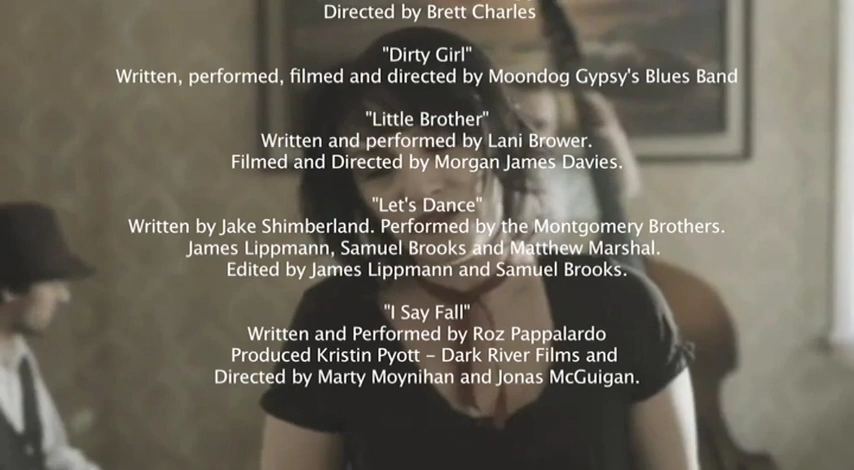 Directed by Brett Charles
"Dirty Girl"
Written, performed, filmed and directed by Moondog Gypsy's Blues Band
"Little Brother"
Written and performed by Lani Brower.
Filmed and Directed by Morgan James Davies.
"Let's Dance"
Written by Jake Shimberland. Performed by the Montgomery Brothers.
James Lippmann, Samuel Brooks and Matthew Marshal.
Edited by James Lippmann and Samuel Brooks.
"I Say Fall"
Written and Performed by Roz Pappalardo
Produced Kristin Pyott – Dark River Films and
Directed by Marty Moynihan and Jonas McGuigan.